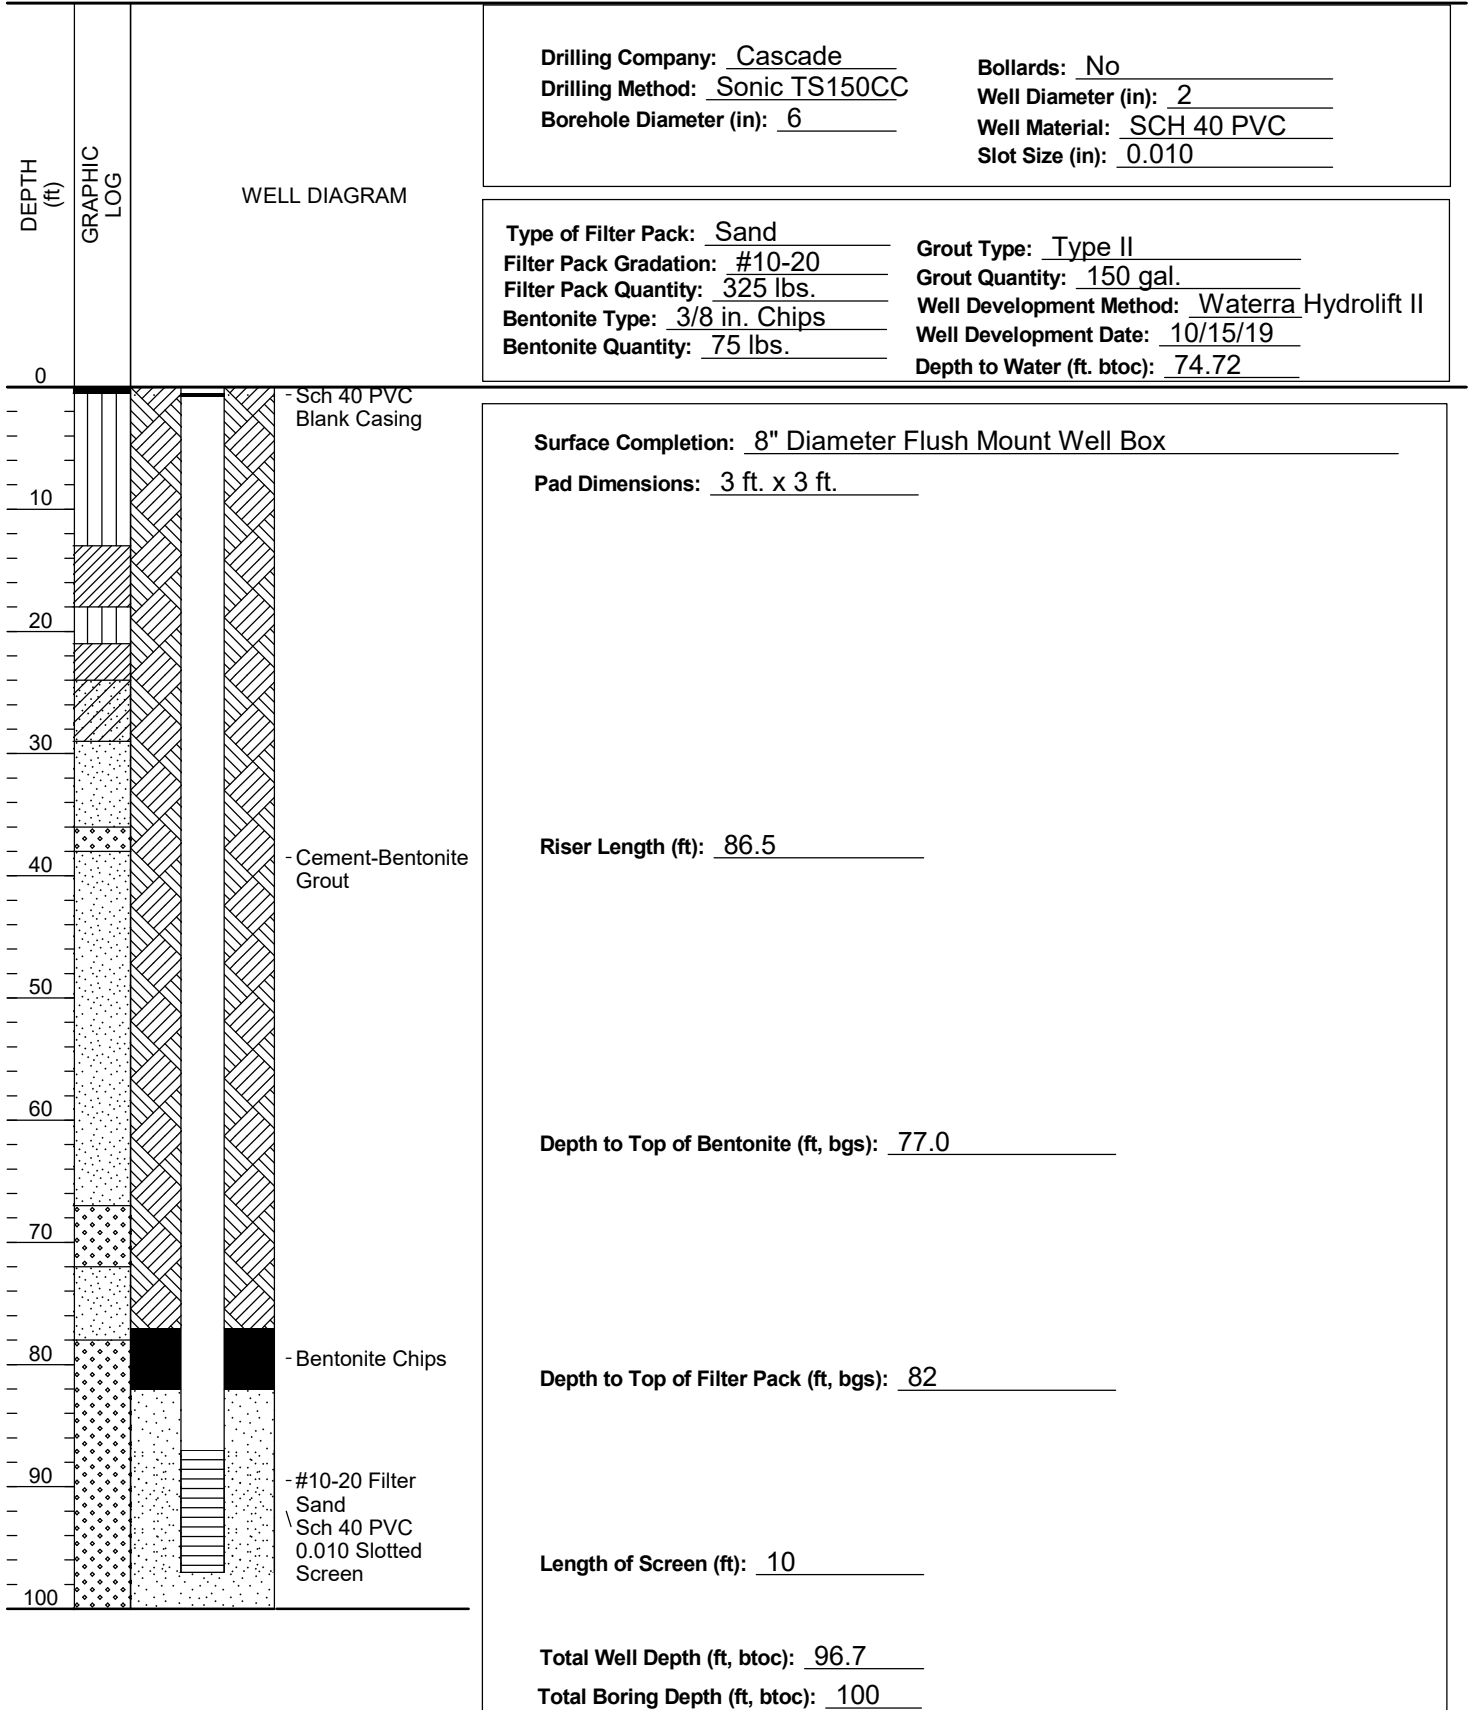 DEPTH
(ft)
GRAPHIC
LOG
WELL DIAGRAM
Drilling Company: Cascade
Drilling Method: Sonic TS150CC
Borehole Diameter (in): 6
Bollards: No
Well Diameter (in): 2
Well Material: SCH 40 PVC
Slot Size (in): 0.010
Type of Filter Pack: Sand
Filter Pack Gradation: #10-20
Filter Pack Quantity: 325 lbs.
Bentonite Type: 3/8 in. Chips
Bentonite Quantity: 75 lbs.
Grout Type: Type II
Grout Quantity: 150 gal.
Well Development Method: Waterra Hydrolift II
Well Development Date: 10/15/19
Depth to Water (ft. btoc): 74.72
0
10
20
30
40
50
60
70
80
90
100
Sch 40 PVC
Blank Casing
Cement-Bentonite
Grout
Bentonite Chips
#10-20 Filter
Sand
Sch 40 PVC
0.010 Slotted
Screen
Surface Completion: 8" Diameter Flush Mount Well Box
Pad Dimensions: 3 ft. x 3 ft.
Riser Length (ft): 86.5
Depth to Top of Bentonite (ft, bgs): 77.0
Depth to Top of Filter Pack (ft, bgs): 82
Length of Screen (ft): 10
Total Well Depth (ft, btoc): 96.7
Total Boring Depth (ft, btoc): 100